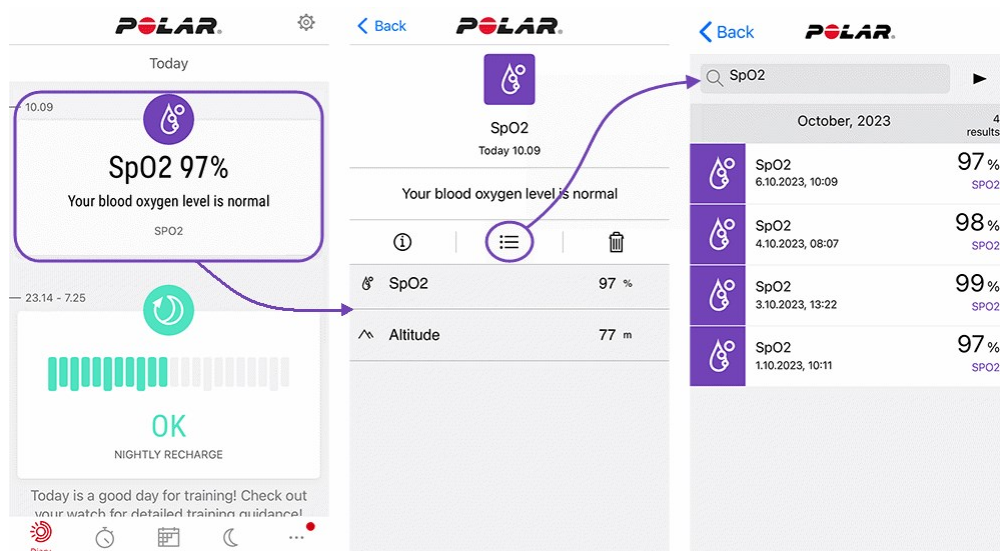 POLAR.
Today
10.09
SpO2 97%
Your blood oxygen level is normal
SPO2
23.14 - 7.25
OK
NIGHTLY RECHARGE
Today is a good day for training! Check out
your watch for detailed training guidance!
Diary
Back
POLAR.
SpO2
Today 10.09
Your blood oxygen level is normal
SpO2 97 %
Altitude 77 m
Back
POLAR.
SpO2
October, 2023
4
results
SpO2 97 %
6.10.2023, 10:09 SPO2
SpO2 98 %
4.10.2023, 08:07 SPO2
SpO2 99 %
3.10.2023, 13:22 SPO2
SpO2 97 %
1.10.2023, 10:11 SPO2